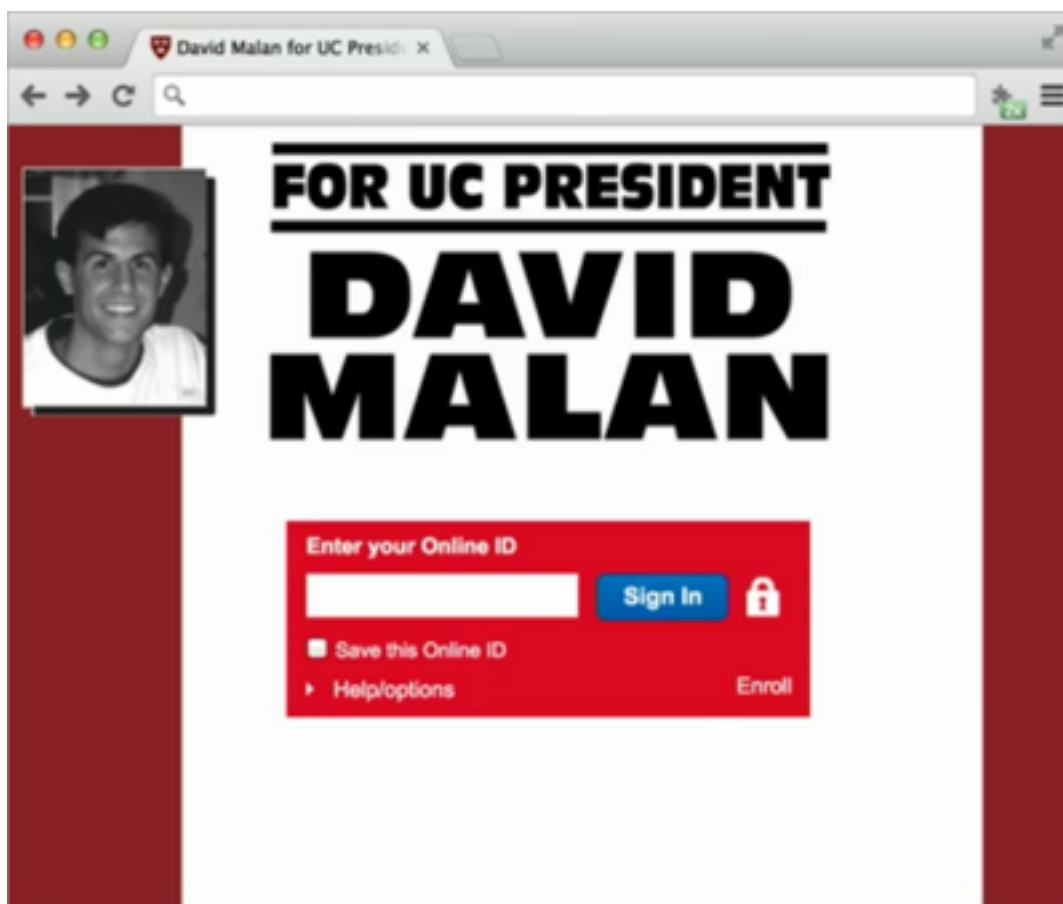 David Malan for UC Preside
FOR UC PRESIDENT
DAVID
MALAN
Enter your Online ID
Sign In
Save this Online ID
Help/options
Enroll